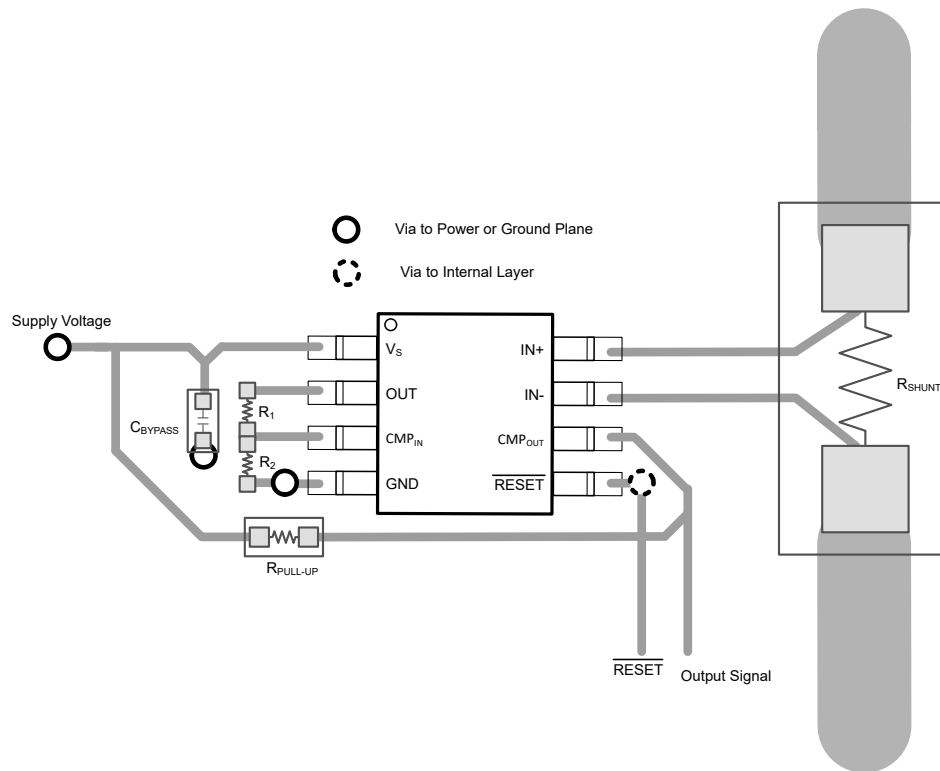 Via to Power or Ground Plane
Via to Internal Layer
Supply Voltage
VS
IN+
OUT
IN-
RSHUNT
R1
CBYPASS
CMPIN
CMPOUT
R2
GND
RESET
RPULL-UP
RESET
Output Signal